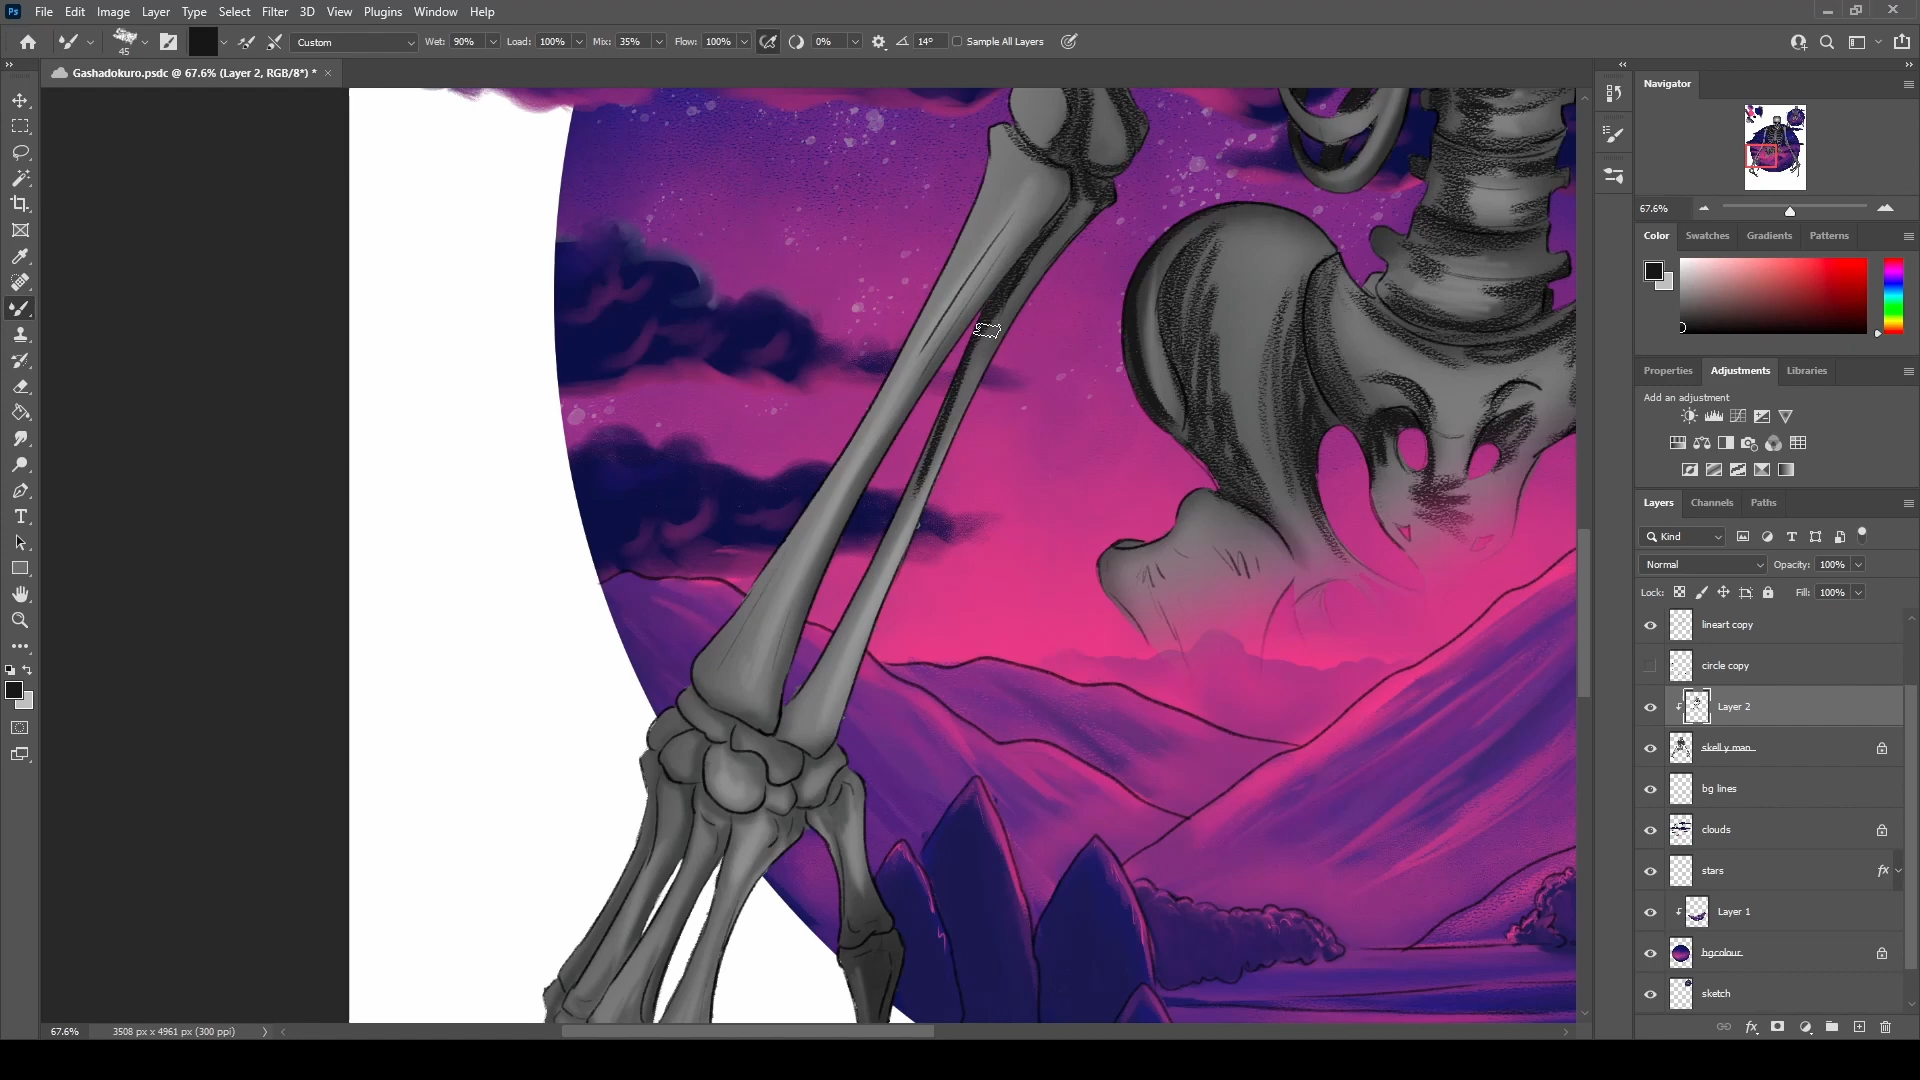 Ps File Edit Image Layer Type Select Filter 3D View Plugins Window Help
45 Custom Wet: 90% Load: 100% Mix: 35% Flow: 100% 0% 14° Sample All Layers
Gashadokuro.psdc @ 67.6% (Layer 2, RGB/8*) * ×
Navigator
67.6%
Color Swatches Gradients Patterns
Properties Adjustments Libraries
Add an adjustment
Layers Channels Paths
Kind
Normal Opacity: 100%
Lock: Fill: 100%
lineart copy
circle copy
Layer 2
skelly man
bg lines
clouds
stars fx
Layer 1
bgcolour
sketch
67.6% 3508 px x 4961 px (300 ppi)
fx